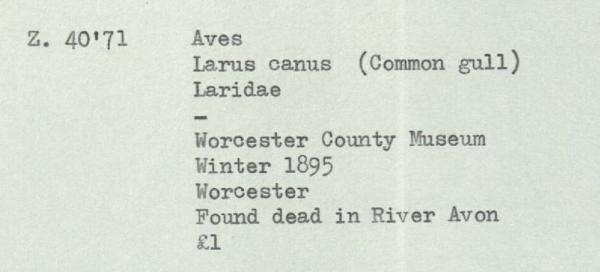 Z. 40'71 Aves
Larus canus (Common gull)
Laridae
-
Worcester County Museum
Winter 1895
Worcester
Found dead in River Avon
£1